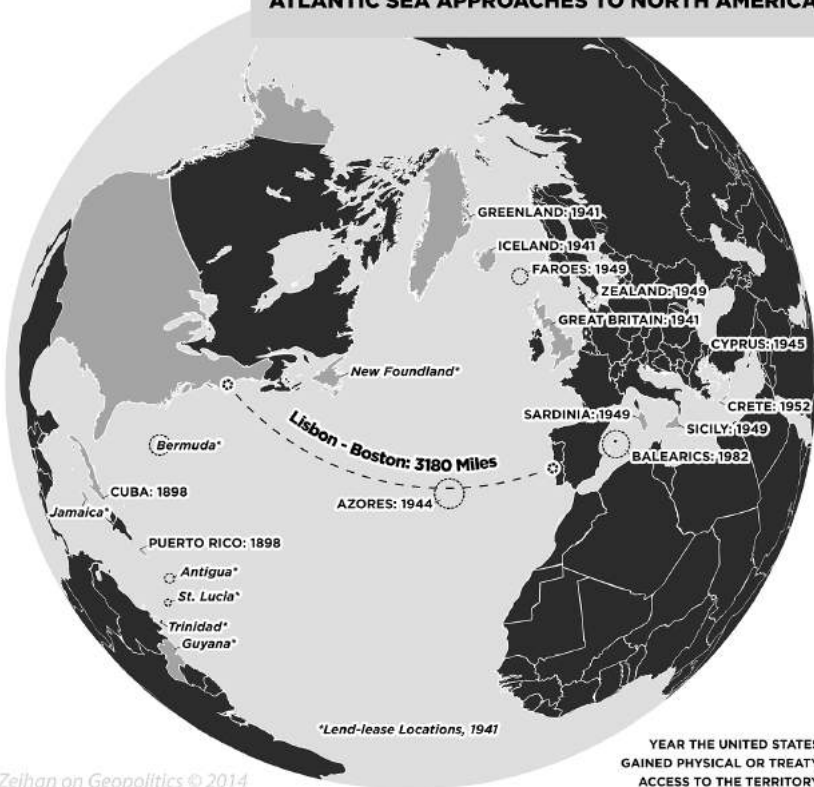 ATLANTIC SEA APPROACHES TO NORTH AMERICA
GREENLAND: 1941
ICELAND: 1941
FAROES: 1949
ZEALAND: 1949
GREAT BRITAIN: 1941
CYPRUS: 1945
New Foundland*
CRETE: 1952
SARDINIA: 1949
SICILY: 1949
Lisbon - Boston: 3180 Miles
Bermuda*
BALEARICS: 1982
CUBA: 1898
AZORES: 1944
Jamaica*
PUERTO RICO: 1898
Antigua*
St. Lucia*
Trinidad*
Guyana*
*Lend-lease Locations, 1941
YEAR THE UNITED STATES
GAINED PHYSICAL OR TREATY
ACCESS TO THE TERRITORY
Zeihan on Geopolitics © 2014